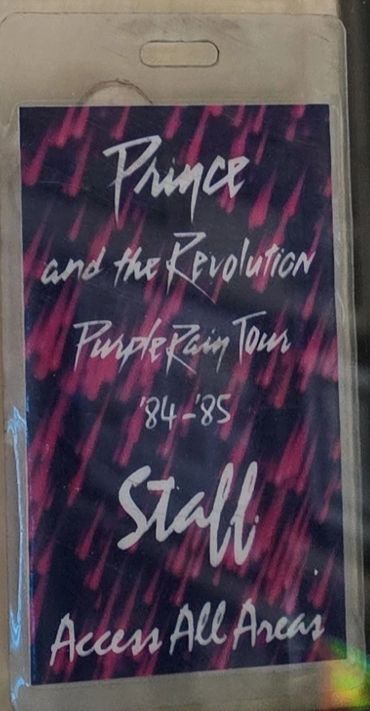 Prince
and the Revolution
Purple Rain Tour
'84-'85
Staff
Access All Areas